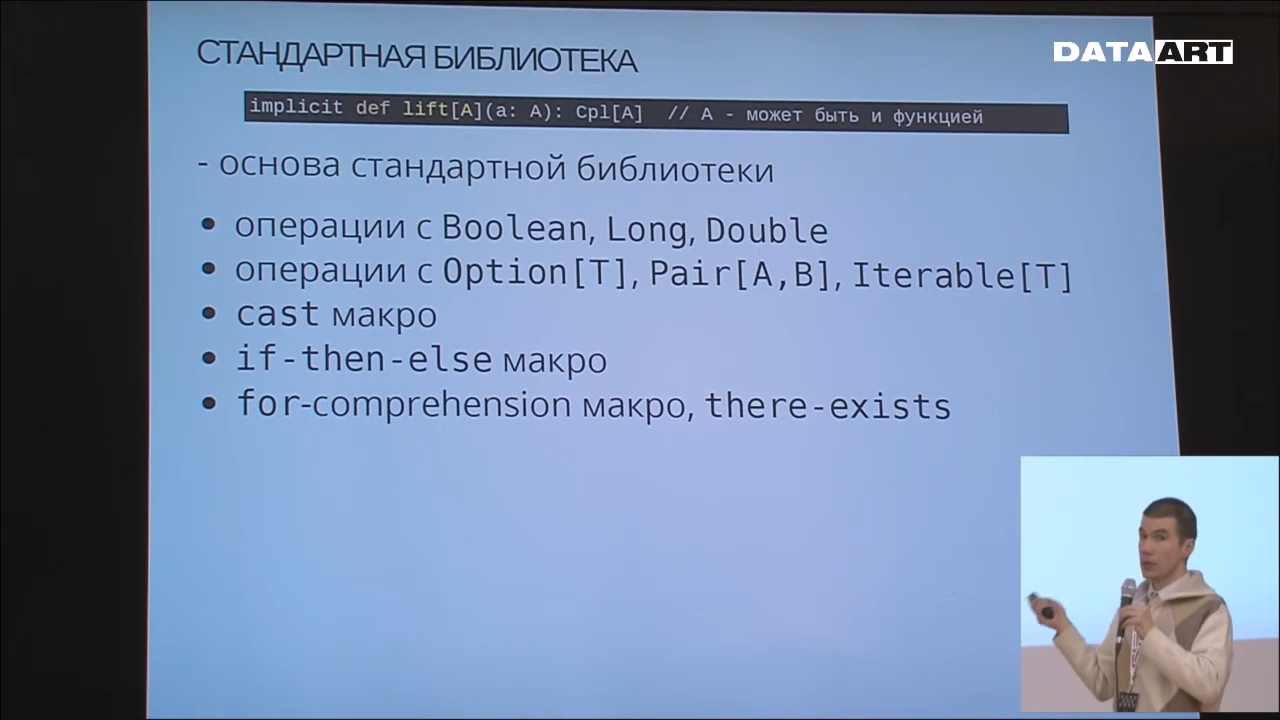 СТАНДАРТНАЯ БИБЛИОТЕКА
DATAART
implicit def lift[A](a: A): Cpl[A] // A - может быть и функцией
- основа стандартной библиотеки
• операции с Boolean, Long, Double
• операции с Option[T], Pair[A,B], Iterable[T]
• cast макро
• if-then-else макро
• for-comprehension макро, there-exists